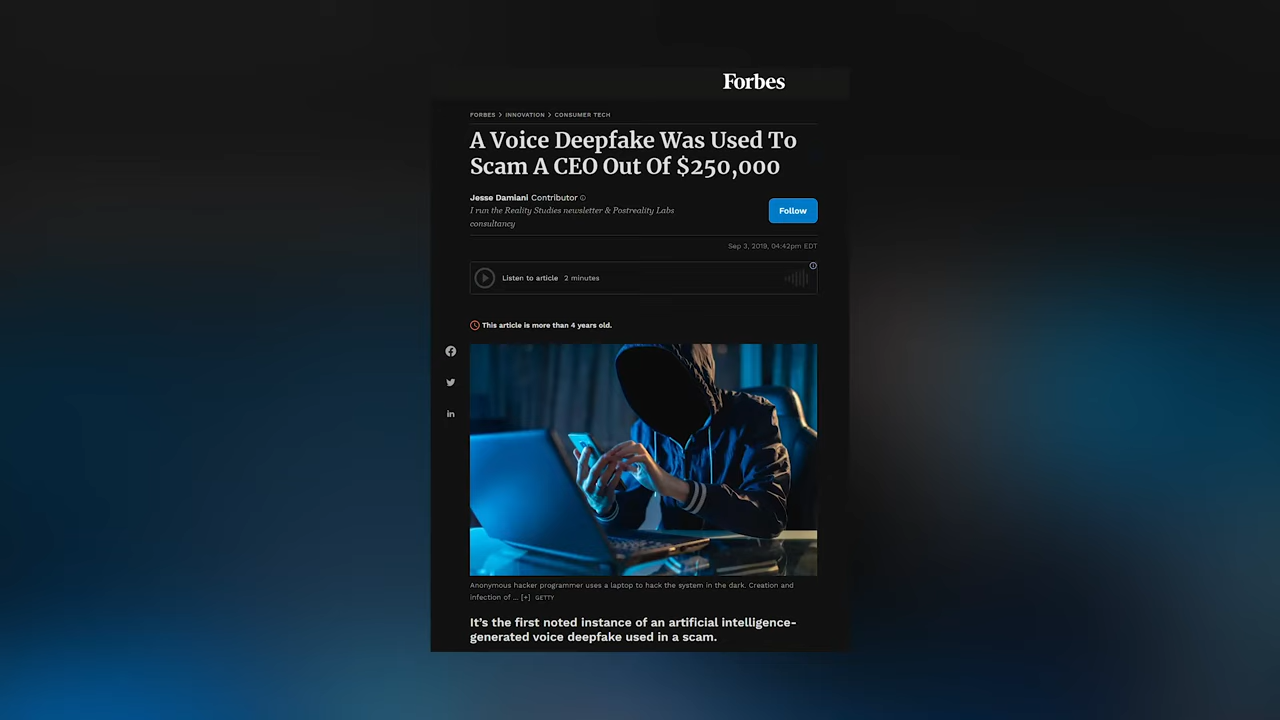 Forbes
FORBES > INNOVATION > CONSUMER TECH
A Voice Deepfake Was Used To
Scam A CEO Out Of $250,000
Jesse Damiani Contributor
I run the Reality Studies newsletter & Postreality Labs
consultancy
Follow
Sep 3, 2019, 04:42pm EDT
Listen to article 2 minutes
This article is more than 4 years old.
Anonymous hacker programmer uses a laptop to hack the system in the dark. Creation and
infection of ... [+] GETTY
It's the first noted instance of an artificial intelligence-
generated voice deepfake used in a scam.